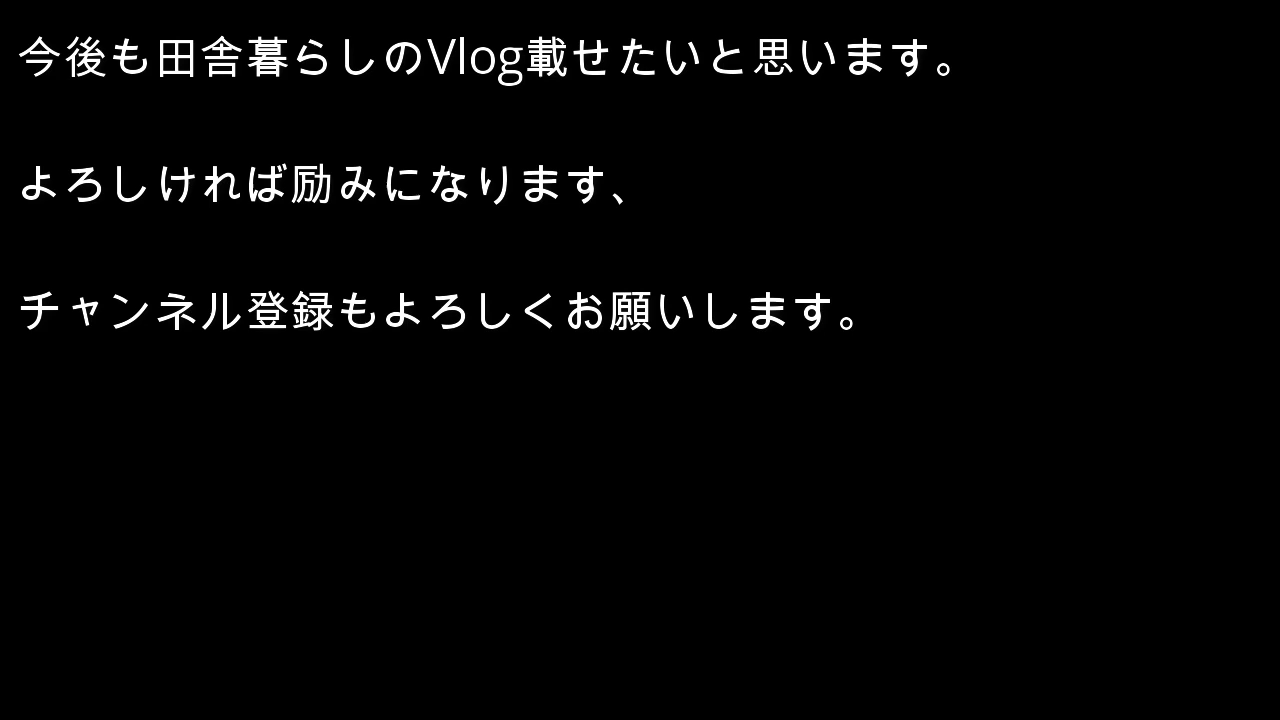 今後も田舎暮らしのVlog載せたいと思います。
よろしければ励みになります、
チャンネル登録もよろしくお願いします。